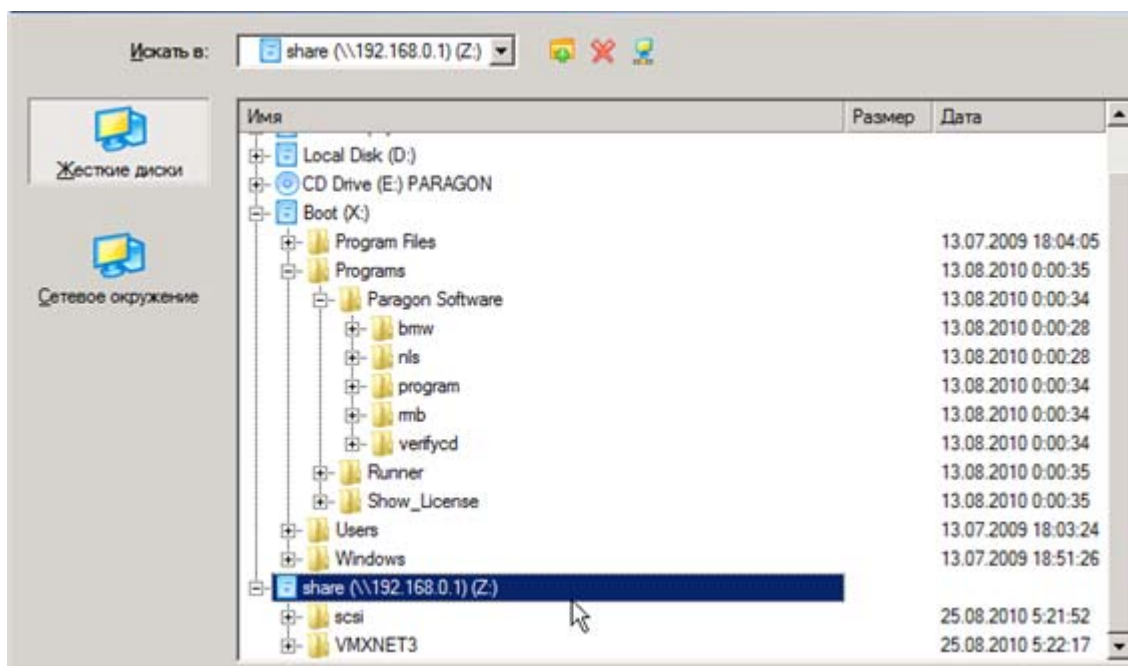 Искать в: share (\\192.168.0.1) (Z:)
Имя Размер Дата
Local Disk (D:)
Жесткие диски
CD Drive (E:) PARAGON
Boot (X:)
Program Files 13.07.2009 18:04:05
Programs 13.08.2010 0:00:35
Сетевое окружение
Paragon Software 13.08.2010 0:00:34
bmw 13.08.2010 0:00:28
nls 13.08.2010 0:00:28
program 13.08.2010 0:00:34
rmb 13.08.2010 0:00:34
verifycd 13.08.2010 0:00:34
Runner 13.08.2010 0:00:35
Show_License 13.08.2010 0:00:35
Users 13.07.2009 18:03:24
Windows 13.07.2009 18:51:26
share (\\192.168.0.1) (Z:)
scsi 25.08.2010 5:21:52
VMXNET3 25.08.2010 5:22:17